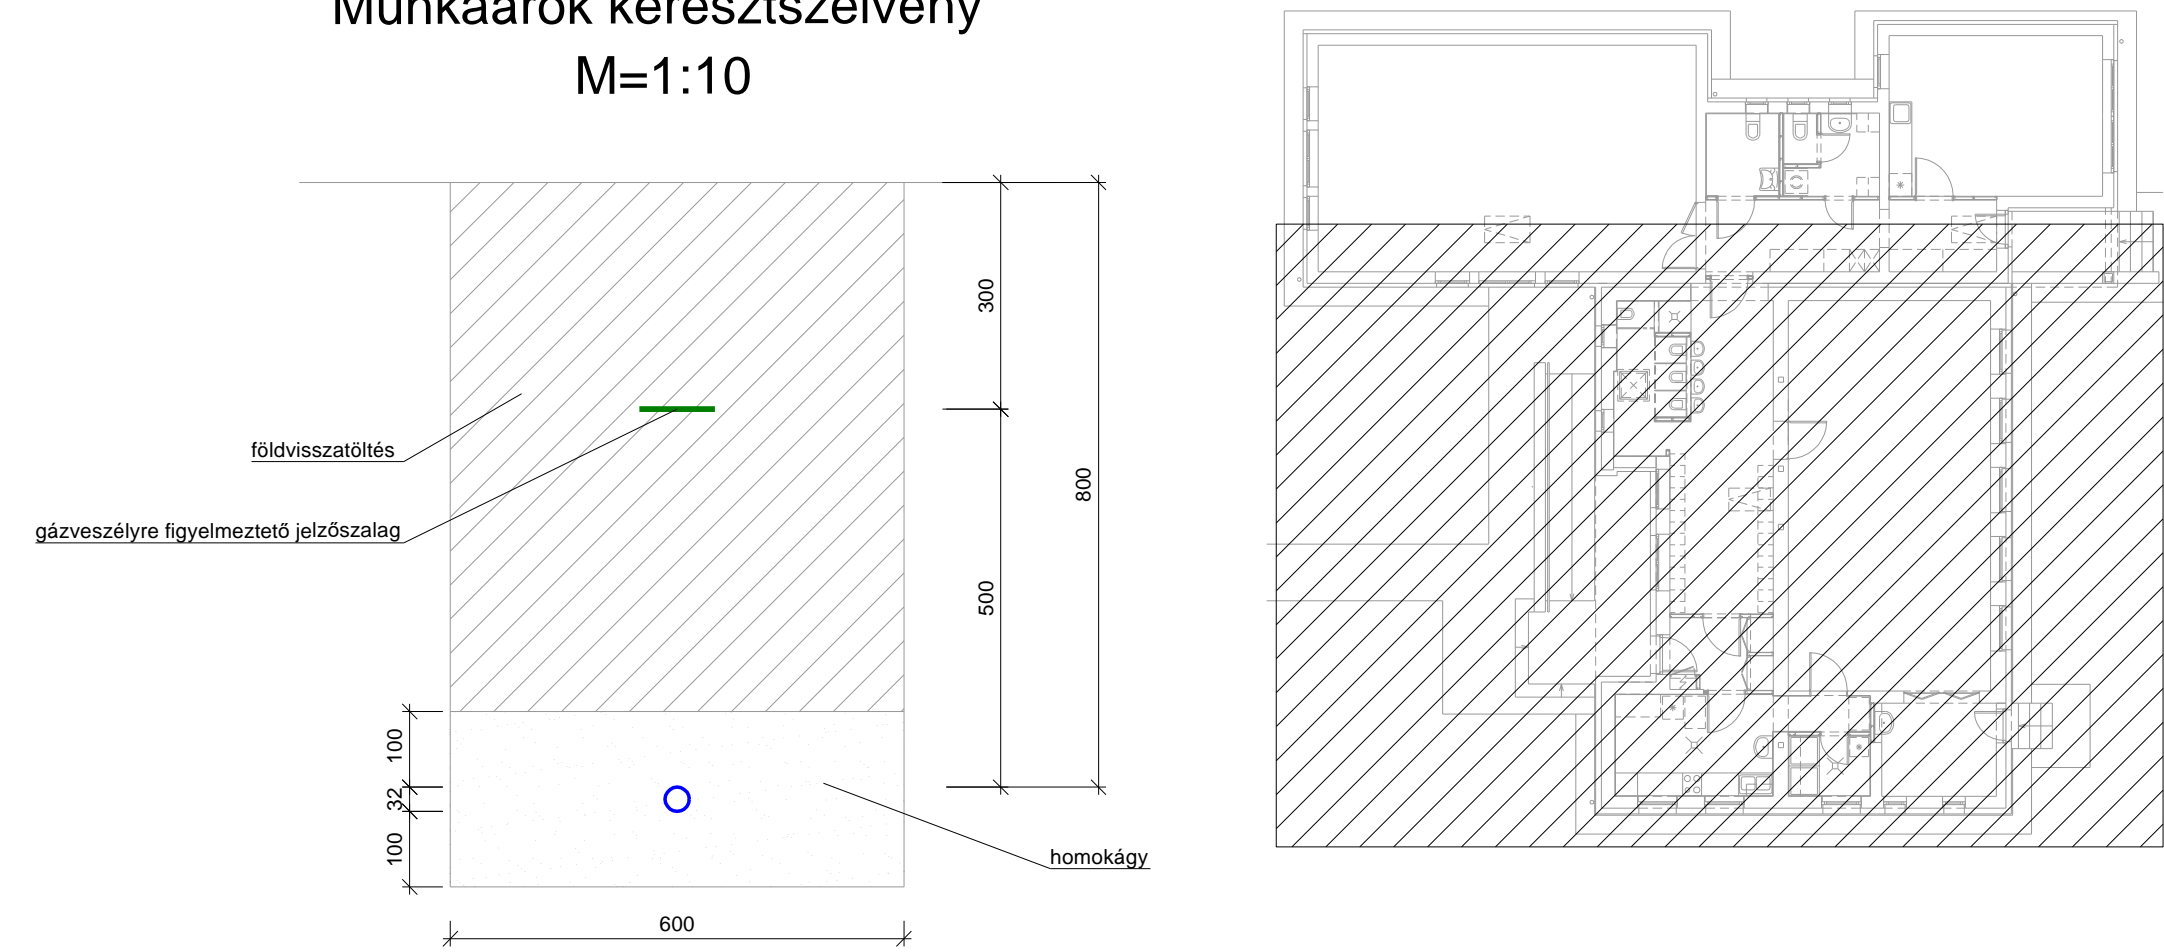 Munkaárok keresztszelvény
M=1:10
300
800
500
földvisszatöltés
gázveszélyre figyelmeztető jelzőszalag
100
32
100
homokágy
600